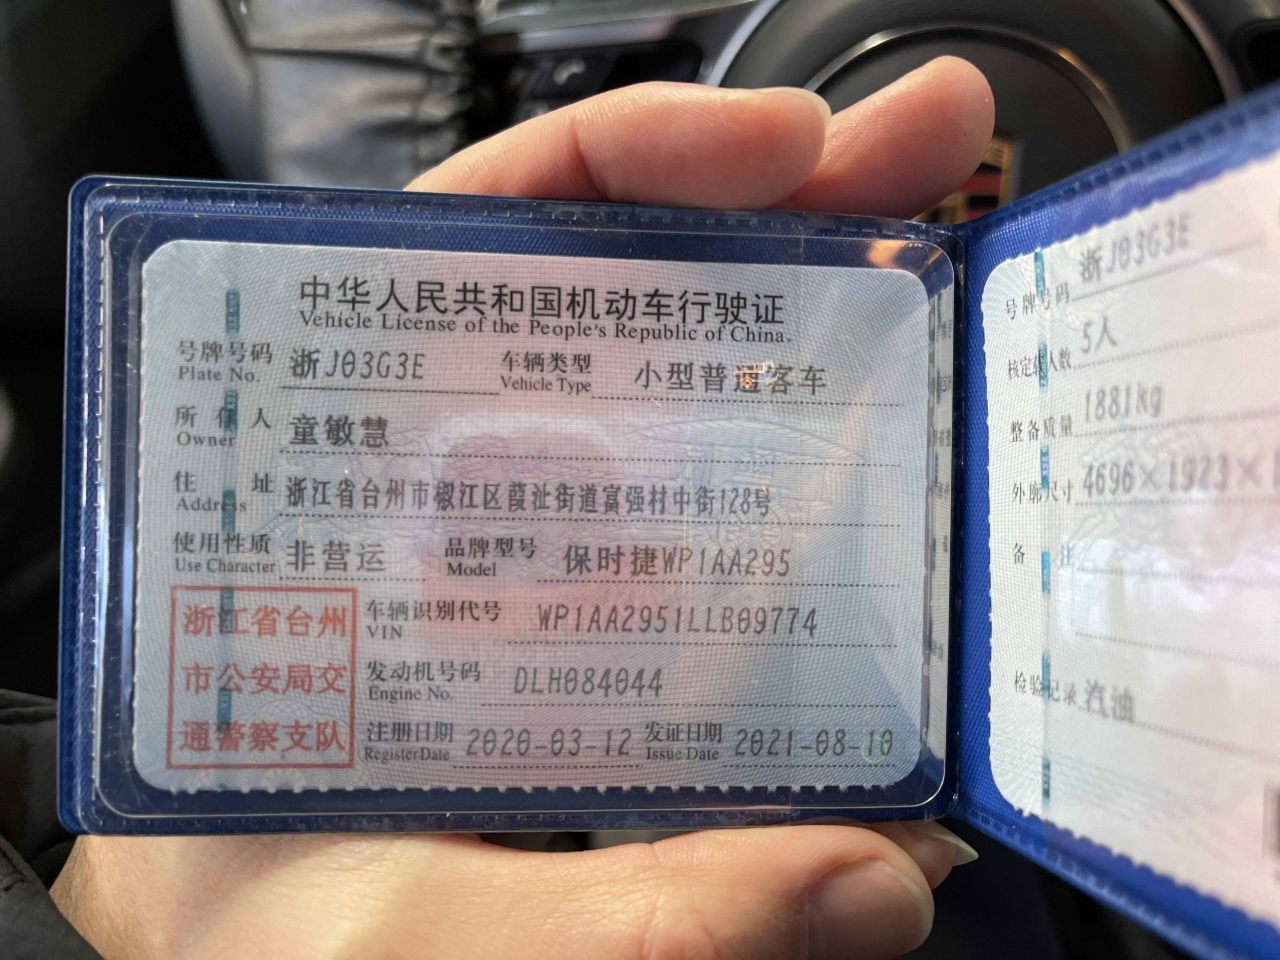 中华人民共和国机动车行驶证
Vehicle License of the People's Republic of China.
号牌号码 浙J03G3E 车辆类型 小型普通客车
Plate No. Vehicle Type
所有人 童敏慧
Owner
住址 浙江省台州市椒江区葭沚街道富强村中街128号
Address
使用性质 非营运 品牌型号 保时捷WP1AA295
Use Character Model
浙江省台州
市公安局交
通警察支队
车辆识别代号 WP1AA2951LLB09774
VIN
发动机号码 DLH084044
Engine No.
注册日期 2020-03-12 发证日期 2021-08-10
Register Date Issue Date
号牌号码 浙J03G3E
核定载人数 5人
整备质量 1881kg
外廓尺寸 4696×1923×1
备注
检验记录 汽油